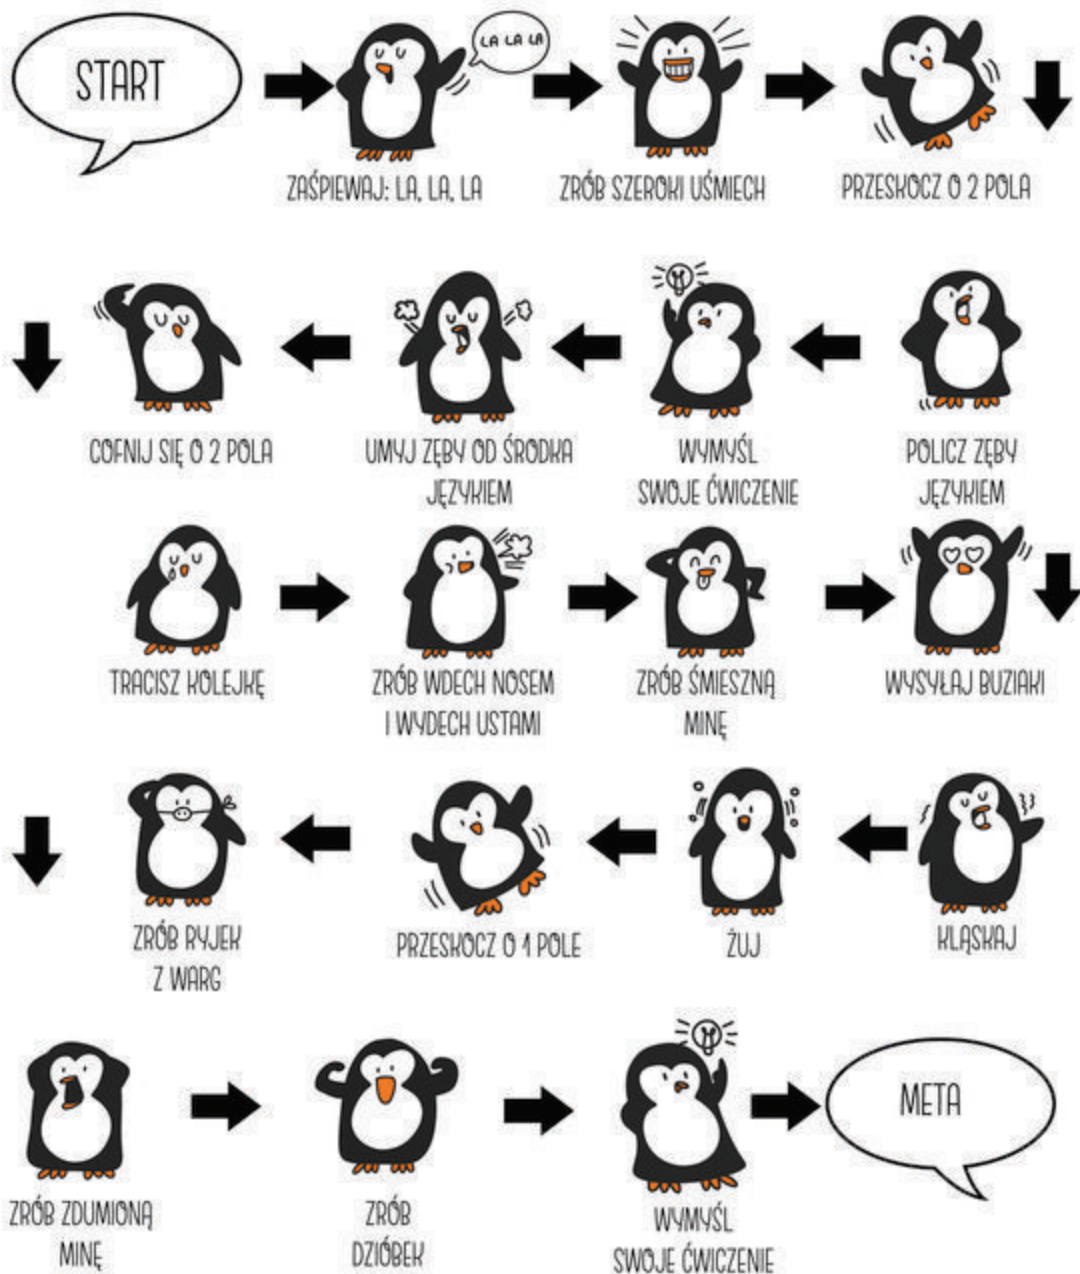 START
LA LA LA
ZAŚPIEWAJ: LA, LA, LA
ZRÓB SZEROKI UŚMIECH
PRZESKOCZ O 2 POLA
COFNIJ SIĘ O 2 POLA
UMYJ ZĘBY OD ŚRODKA
JĘZYKIEM
WYMYŚL
SWOJE ĆWICZENIE
POLICZ ZĘBY
JĘZYKIEM
TRACISZ KOLEJKĘ
ZRÓB WDECH NOSEM
I WYDECH USTAMI
ZRÓB ŚMIESZNĄ
MINĘ
WYSYŁAJ BUZIAKI
ZRÓB RYJEK
Z WARG
PRZESKOCZ O 1 POLE
ŻUJ
KLĄSKAJ
ZRÓB ZDUMIONĄ
MINĘ
ZRÓB
DZIÓBEK
WYMYŚL
SWOJE ĆWICZENIE
META